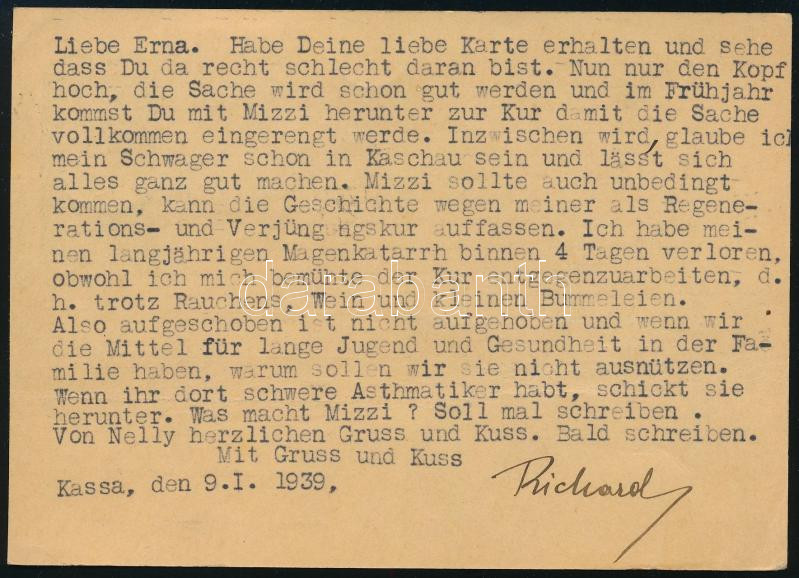 Liebe Erna.  Habe Deine liebe Karte erhalten und sehe
dass Du da recht schlecht daran bist. Nun nur den Kopf
hoch, die Sache wird schon gut werden und im Frühjahr
kommst Du mit Mizzi herunter zur Kur damit die Sache
vollkommen eingerengt werde. Inzwischen wird, glaube ich
mein Schwager schon in Kaschau sein und lässt sich
alles ganz gut machen. Mizzi sollte auch unbedingt
kommen, kann die Geschichte wegen meiner als Regene-
rations- und Verjüngungskur auffassen. Ich habe mei-
nen langjährigen Magenkatarrh binnen 4 Tagen verloren,
obwohl ich mich bemühte der Kur entgegenzuarbeiten, d.
h. trotz Rauchens, Wein und kleinen Bummeleien.
Also aufgeschoben ist nicht aufgehoben und wenn wir
die Mittel für lange Jugend und Gesundheit in der Fa-
milie haben, warum sollen wir sie nicht ausnützen.
Wenn ihr dort schwere Asthmatiker habt, schickt sie
herunter. Was macht Mizzi ? Soll mal schreiben .
Von Nelly herzlichen Gruss und Kuss. Bald schreiben.
Mit Gruss und Kuss
Kassa, den 9.I. 1939,
Richard
darabanth